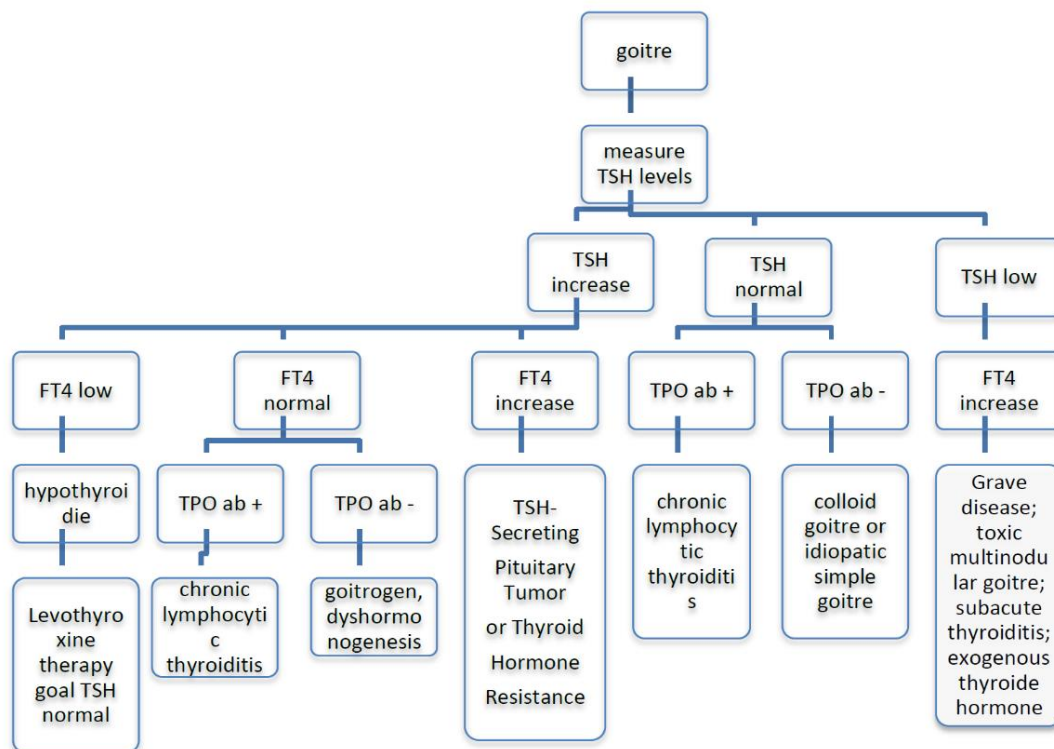 goitre
measure
TSH levels
TSH
increase
TSH
normal
TSH low
FT4 low
FT4
normal
FT4
increase
TPO ab +
TPO ab -
FT4
increase
hypothyroi
die
TPO ab +
TPO ab -
TSH-
Secreting
Pituitary
Tumor
or Thyroid
Hormone
Resistance
chronic
lymphocy
tic
thyroiditi
s
colloid
goitre or
idiopatic
simple
goitre
Grave
disease;
toxic
multinodu
lar goitre;
subacute
thyroiditis;
exogenous
thyroide
hormone
Levothyro
xine
therapy
goal TSH
normal
chronic
lymphocyti
c
thyroiditis
goitrogen,
dyshormo
nogenesis